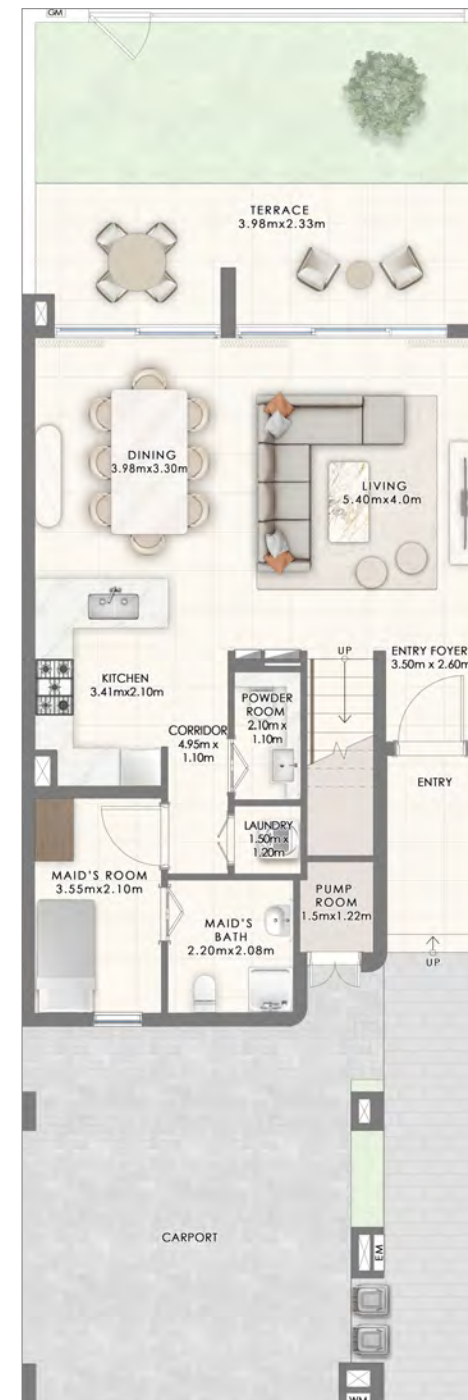 GM
TERRACE
3.98mx2.33m
DINING
3.98mx3.30m
LIVING
5.40mx4.0m
UP
ENTRY FOYER
3.50m x 2.60m
KITCHEN
3.41mx2.10m
POWDER
ROOM
2.10m x
1.10m
CORRIDOR
4.95m x
1.10m
ENTRY
LAUNDRY
1.50m x
1.20m
MAID'S ROOM
3.55mx2.10m
PUMP
ROOM
1.5mx1.22m
MAID'S
BATH
2.20mx2.08m
UP
CARPORT
EM
WM